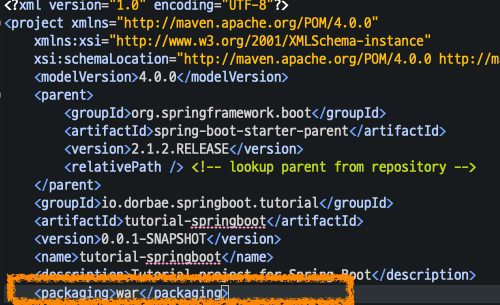 <?xml version="1.0" encoding="UTF-8"?>
<project xmlns="http://maven.apache.org/POM/4.0.0"
xmlns:xsi="http://www.w3.org/2001/XMLSchema-instance"
xsi:schemaLocation="http://maven.apache.org/POM/4.0.0 http://ma
<modelVersion>4.0.0</modelVersion>
<parent>
<groupId>org.springframework.boot</groupId>
<artifactId>spring-boot-starter-parent</artifactId>
<version>2.1.2.RELEASE</version>
<relativePath /> <!-- lookup parent from repository -->
</parent>
<groupId>io.dorbae.springboot.tutorial</groupId>
<artifactId>tutorial-springboot</artifactId>
<version>0.0.1-SNAPSHOT</version>
<name>tutorial-springboot</name>
<description>Tutorial project for Spring Boot</description>
<packaging>war</packaging>